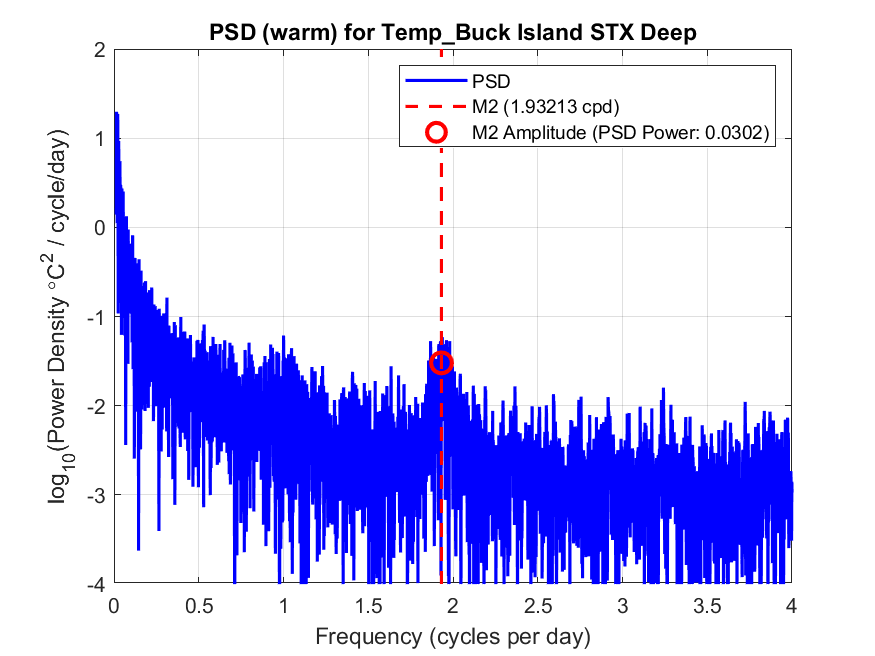 PSD (warm) for Temp_Buck Island STX Deep
PSD
M2 (1.93213 cpd)
M2 Amplitude (PSD Power: 0.0302)
log10(Power Density °C2 / cycle/day)
2
1
0
-1
-2
-3
-4
0
0.5
1
1.5
2
2.5
3
3.5
4
Frequency (cycles per day)